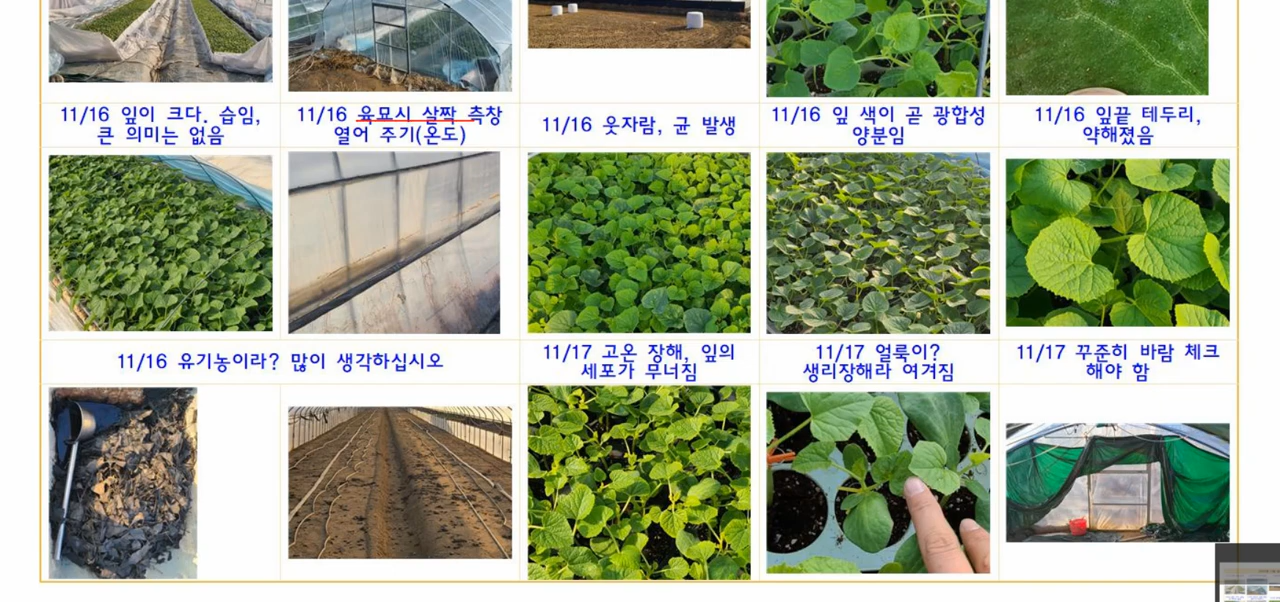 11/16 잎이 크다. 습임,
큰 의미는 없음
11/16 육묘시 살짝 측창
열어 주기(온도)
11/16 웃자람, 균 발생
11/16 잎 색이 곧 광합성
양분임
11/16 잎끝 테두리,
약해졌음
11/16 유기농이라? 많이 생각하십시오
11/17 고온 장해, 잎의
세포가 무너짐
11/17 얼룩이?
생리장해라 여겨짐
11/17 꾸준히 바람 체크
해야 함